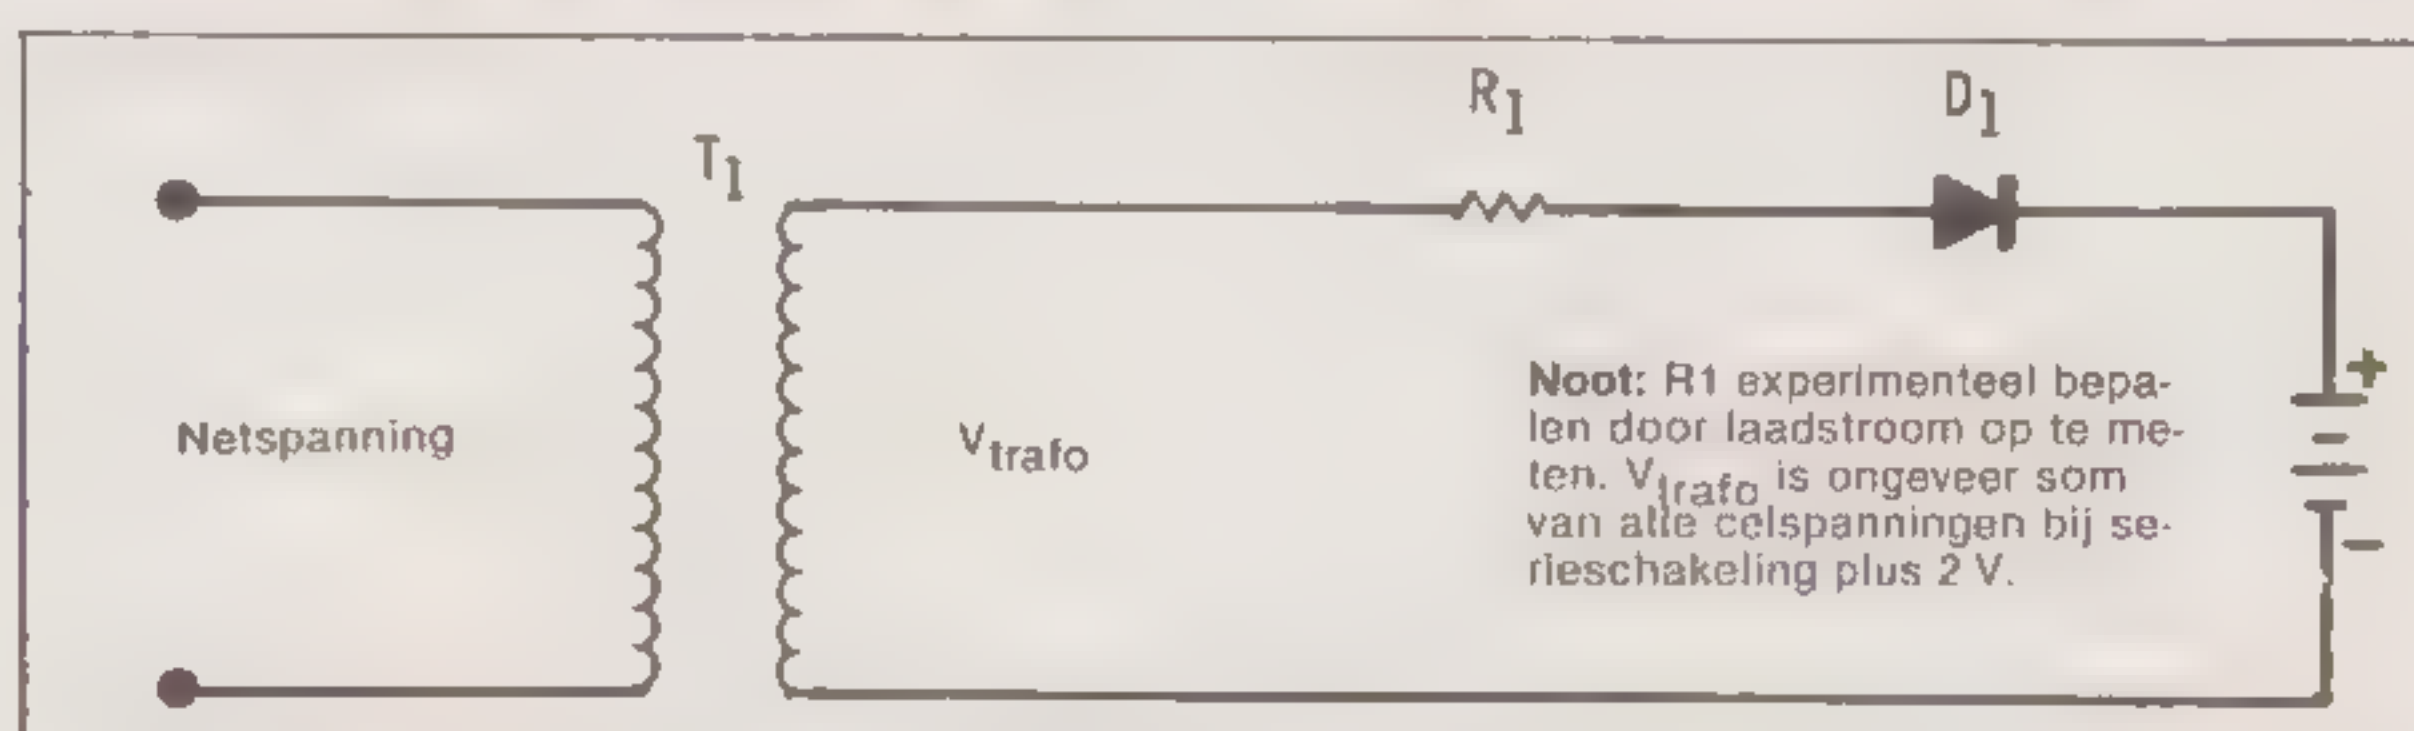 R1
D1
T1
Netspanning
Vtrafo
Noot: R1 experimenteel bepa-
len door laadstroom op te me-
ten. Vtrafo is ongeveer som
van alle celspanningen bij se-
rieschakeling plus 2 V.
+
−